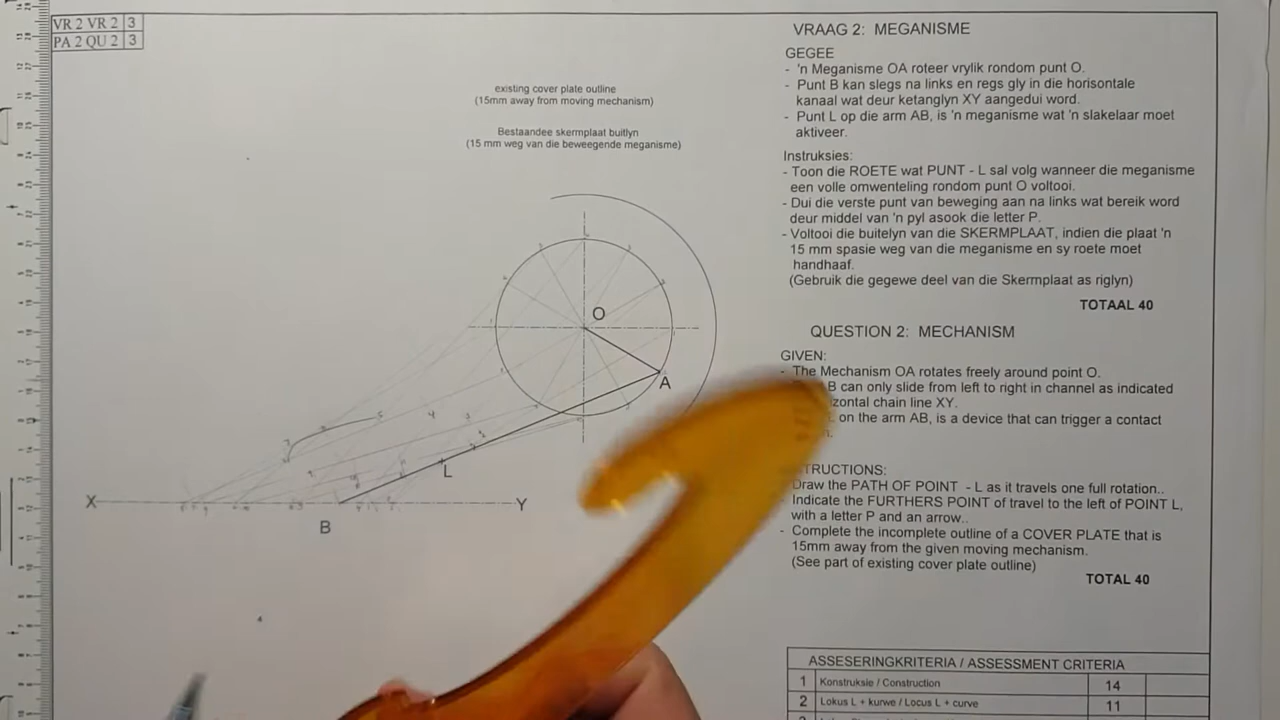 VR 2 VR 2 3
PA 2 QU 2 3
existing cover plate outline
(15mm away from moving mechanism)
Bestaandee skermplaat buitlyn
(15 mm weg van die beweegende meganisme)
O
A
L
X
Y
B
VRAAG 2: MEGANISME
GEGEE
- 'n Meganisme OA roteer vrylik rondom punt O.
- Punt B kan slegs na links en regs gly in die horisontale
kanaal wat deur ketanglyn XY aangedui word.
- Punt L op die arm AB, is 'n meganisme wat 'n slakelaar moet
aktiveer.
Instruksies:
- Toon die ROETE wat PUNT - L sal volg wanneer die meganisme
een volle omwenteling rondom punt O voltooi.
- Dui die verste punt van beweging aan na links wat bereik word
deur middel van 'n pyl asook die letter P.
- Voltooi die buitelyn van die SKERMPLAAT, indien die plaat 'n
15 mm spasie weg van die meganisme en sy roete moet
handhaaf.
(Gebruik die gegewe deel van die Skermplaat as riglyn)
TOTAAL 40
QUESTION 2: MECHANISM
GIVEN:
- The Mechanism OA rotates freely around point O.
B can only slide from left to right in channel as indicated
chain line XY.
on the arm AB, is a device that can trigger a contact
Draw the PATH OF POINT - L as it travels one full rotation..
Indicate the FURTHERS POINT of travel to the left of POINT L,
with a letter P and an arrow..
- Complete the incomplete outline of a COVER PLATE that is
15mm away from the given moving mechanism.
(See part of existing cover plate outline)
TOTAL 40
ASSESERINGKRITERIA / ASSESSMENT CRITERIA
1 Konstruksie / Construction 14
2 Lokus L + kurwe / Locus L + curve 11